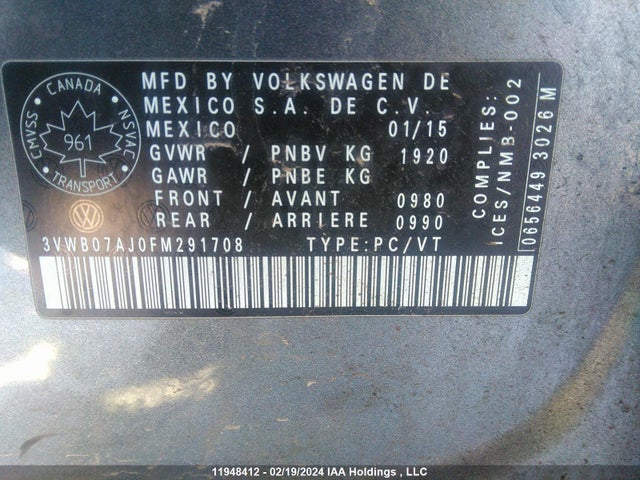 CANADA
CMVSS 961 NSVAC
TRANSPORT
MFD BY VOLKSWAGEN DE
MEXICO S.A. DE C.V.
MEXICO 01/15
GVWR / PNBV KG 1920
GAWR / PNBE KG
FRONT / AVANT 0980
REAR / ARRIERE 0990
3VWB07AJ0FM291708 TYPE:PC/VT
COMPLIES:
ICES/NMB-002
0656449 3026 M
11948412 - 02/19/2024 IAA Holdings , LLC